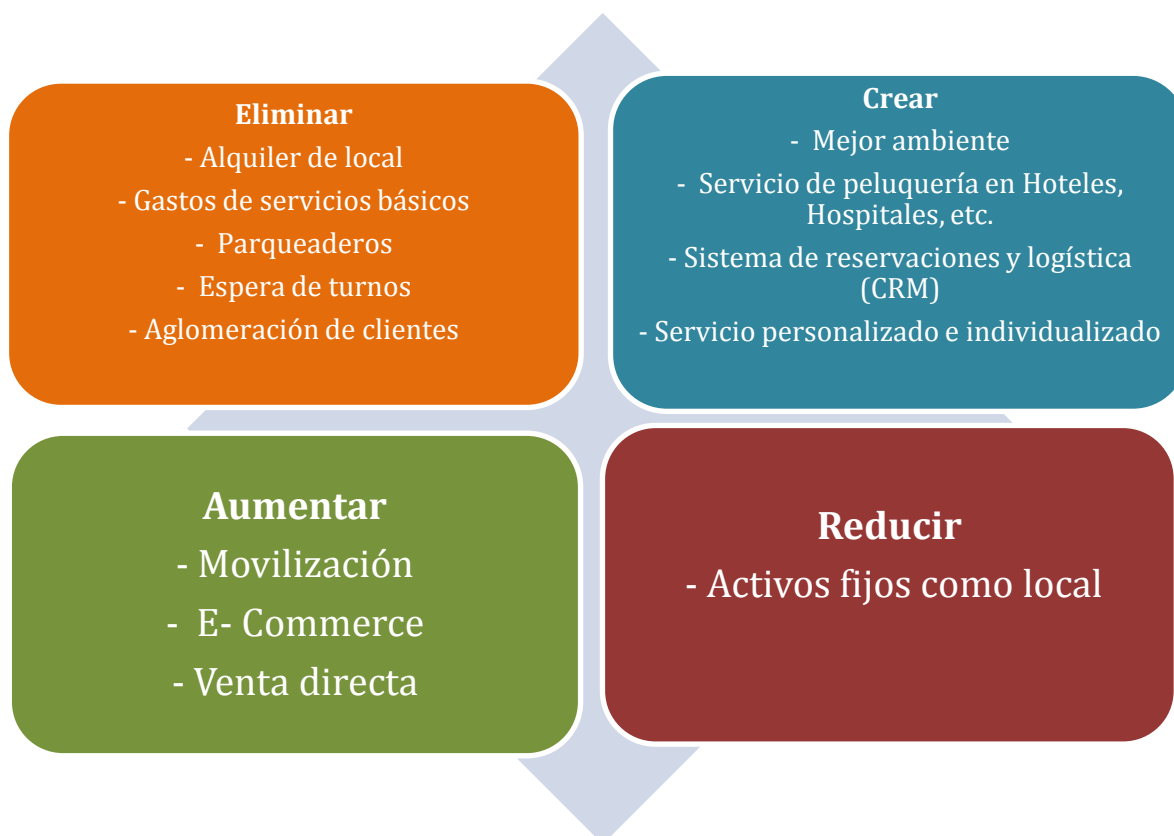 Eliminar
- Alquiler de local
- Gastos de servicios básicos
- Parqueaderos
- Espera de turnos
- Aglomeración de clientes
Crear
- Mejor ambiente
- Servicio de peluquería en Hoteles,
Hospitales, etc.
- Sistema de reservaciones y logística
(CRM)
- Servicio personalizado e individualizado
Aumentar
- Movilización
- E- Commerce
- Venta directa
Reducir
- Activos fijos como local